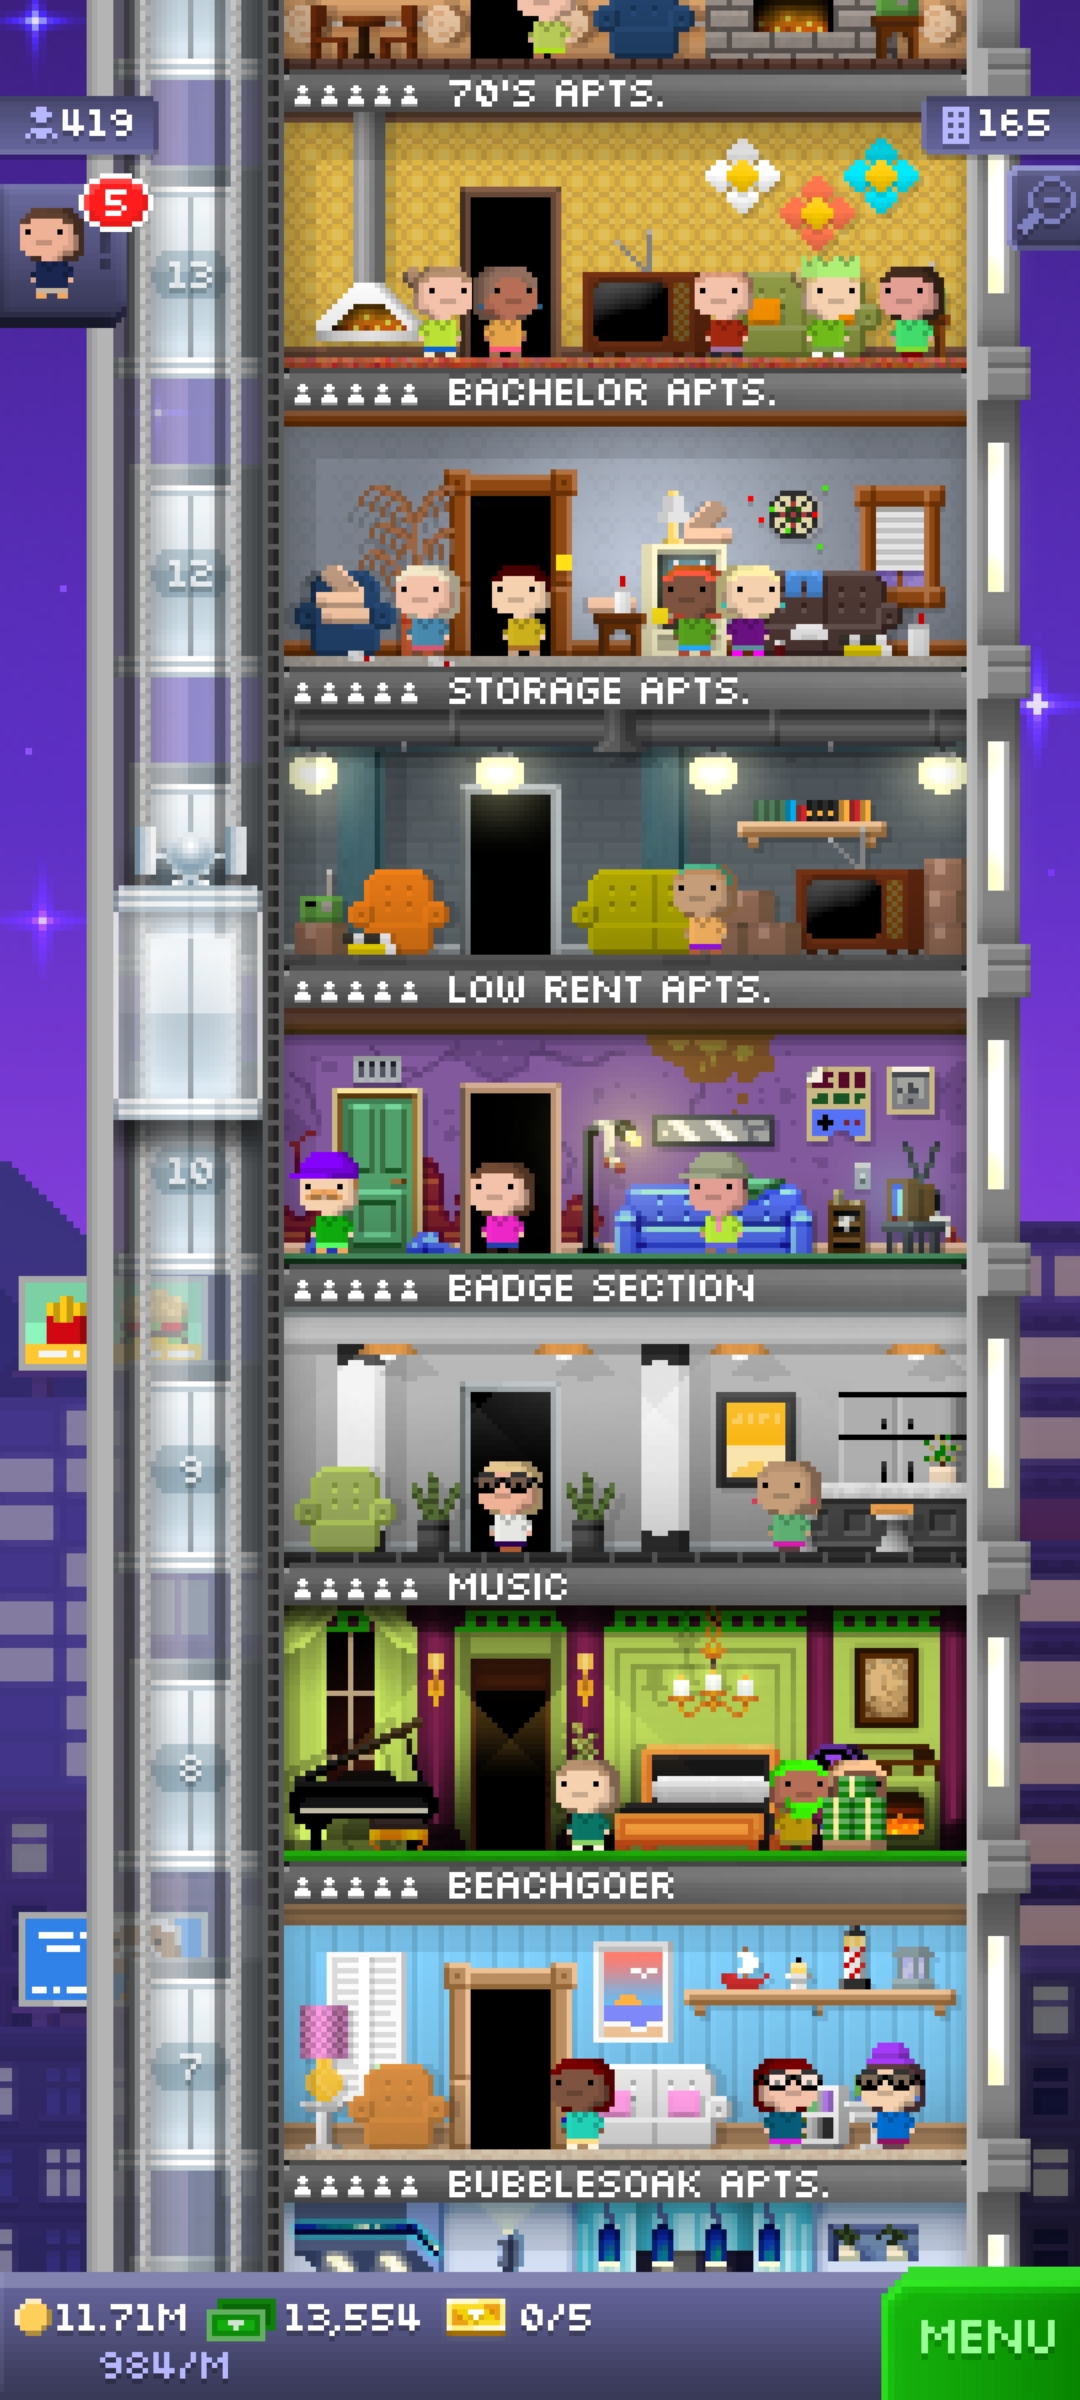 70'S APTS.
419
165
5
13
BACHELOR APTS.
12
STORAGE APTS.
LOW RENT APTS.
10
BADGE SECTION
9
MUSIC
8
BEACHGOER
7
BUBBLESOAK APTS.
11.71M 13,554 0/5
984/M
MENU